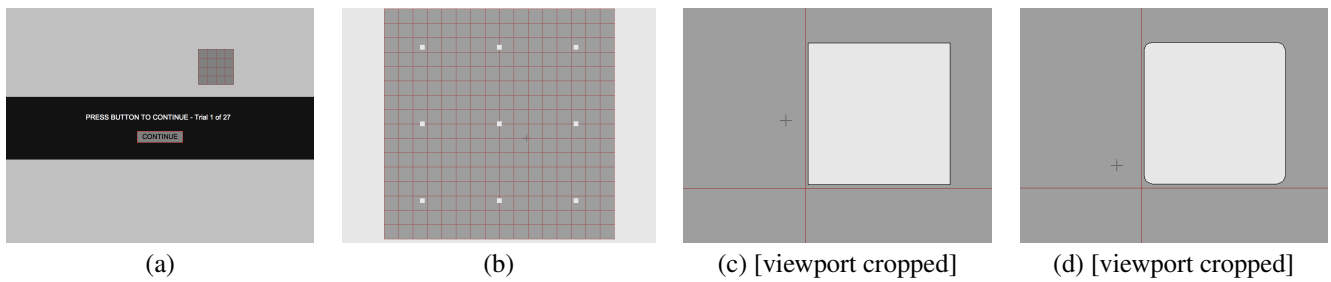 PRESS BUTTON TO CONTINUE - Trial 1 of 27
CONTINUE
(a)
(b)
(c) [viewport cropped]
(d) [viewport cropped]